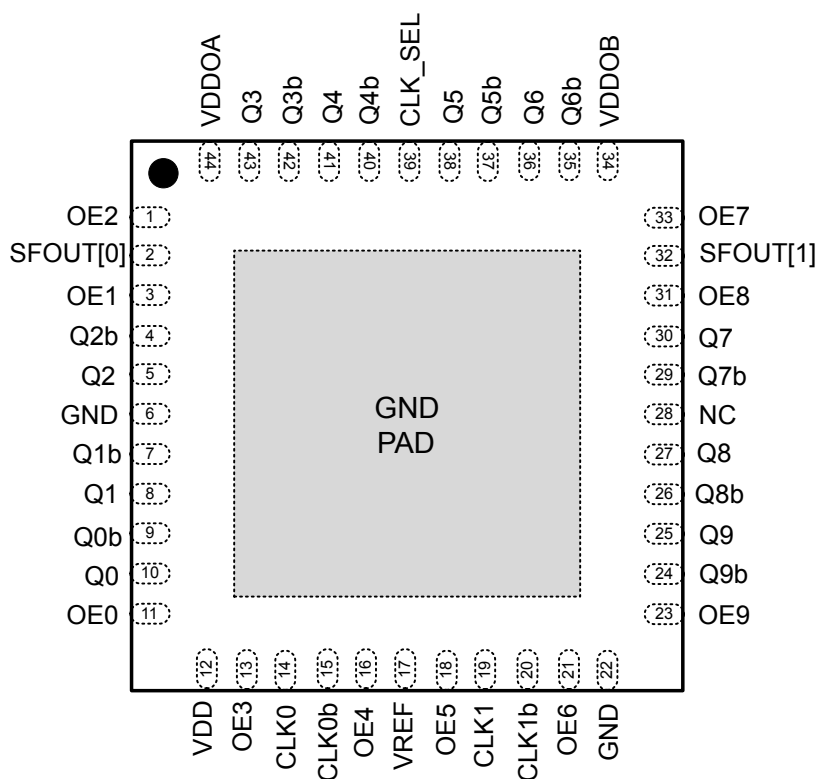 VDDOA
Q3
Q3b
Q4
Q4b
CLK_SEL
Q5
Q5b
Q6
Q6b
VDDOB
44
43
42
41
40
39
38
37
36
35
34
OE2 1
SFOUT[0] 2
OE1 3
Q2b 4
Q2 5
GND 6
Q1b 7
Q1 8
Q0b 9
Q0 10
OE0 11
GND
PAD
33 OE7
32 SFOUT[1]
31 OE8
30 Q7
29 Q7b
28 NC
27 Q8
26 Q8b
25 Q9
24 Q9b
23 OE9
12
13
14
15
16
17
18
19
20
21
22
VDD
OE3
CLK0
CLK0b
OE4
VREF
OE5
CLK1
CLK1b
OE6
GND